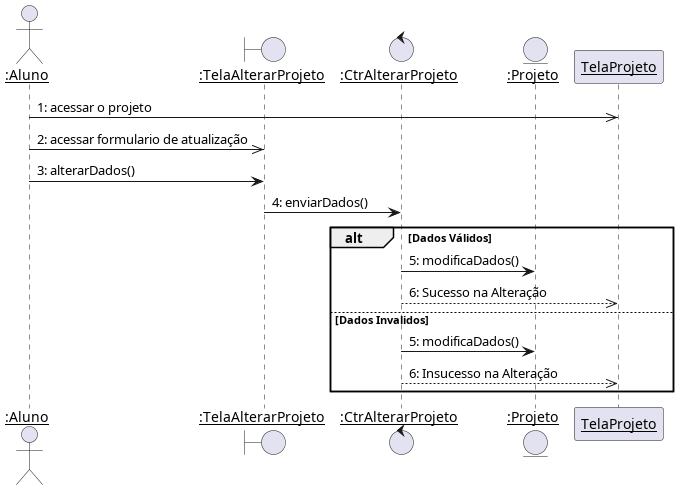 :Aluno
:TelaAlterarProjeto
:CtrAlterarProjeto
:Projeto
TelaProjeto
1: acessar o projeto
2: acessar formulario de atualização
3: alterarDados()
4: enviarDados()
alt
[Dados Válidos]
5: modificaDados()
6: Sucesso na Alteração
[Dados Invalidos]
5: modificaDados()
6: Insucesso na Alteração
:Aluno
:TelaAlterarProjeto
:CtrAlterarProjeto
:Projeto
TelaProjeto